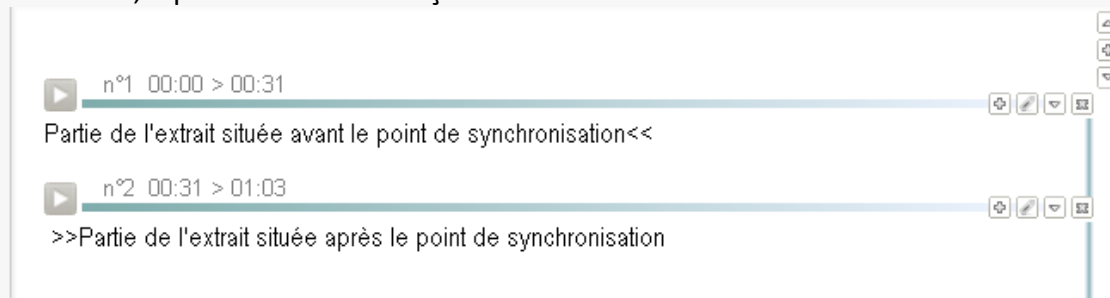 n°1 00:00 > 00:31
Partie de l'extrait située avant le point de synchronisation<<
n°2 00:31 > 01:03
>>Partie de l'extrait située après le point de synchronisation